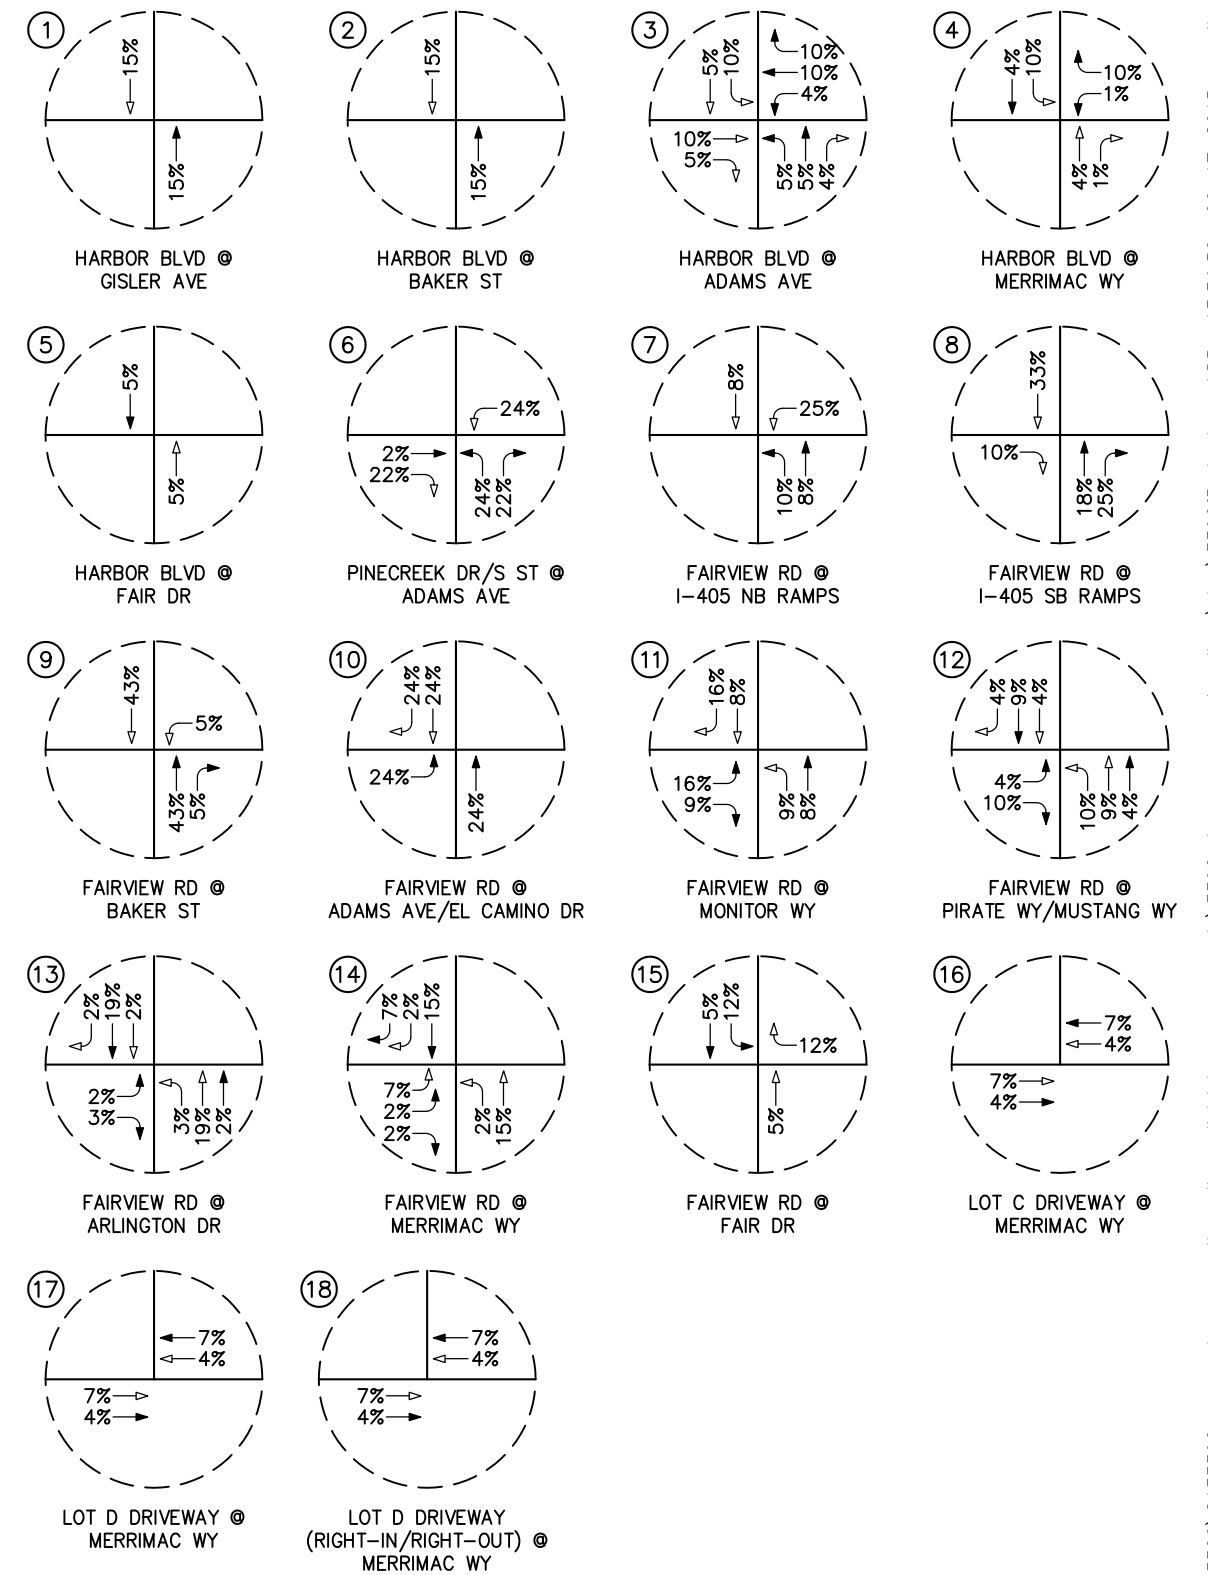 1
15%
15%
HARBOR BLVD @
GISLER AVE
2
15%
15%
HARBOR BLVD @
BAKER ST
3
5%
10%
10%
10%
4%
10%
5%
5%
5%
4%
HARBOR BLVD @
ADAMS AVE
4
4%
10%
10%
1%
4%
1%
HARBOR BLVD @
MERRIMAC WY
5
5%
5%
HARBOR BLVD @
FAIR DR
6
24%
2%
22%
24%
22%
PINECREEK DR/S ST @
ADAMS AVE
7
8%
25%
10%
8%
FAIRVIEW RD @
I-405 NB RAMPS
8
33%
10%
18%
25%
FAIRVIEW RD @
I-405 SB RAMPS
9
43%
5%
43%
5%
FAIRVIEW RD @
BAKER ST
10
24%
24%
24%
24%
FAIRVIEW RD @
ADAMS AVE/EL CAMINO DR
11
16%
8%
16%
9%
9%
8%
FAIRVIEW RD @
MONITOR WY
12
4%
9%
4%
4%
10%
10%
9%
4%
FAIRVIEW RD @
PIRATE WY/MUSTANG WY
13
2%
19%
2%
2%
3%
3%
19%
2%
FAIRVIEW RD @
ARLINGTON DR
14
7%
2%
15%
7%
2%
2%
2%
15%
FAIRVIEW RD @
MERRIMAC WY
15
5%
12%
12%
5%
FAIRVIEW RD @
FAIR DR
16
7%
4%
7%
4%
LOT C DRIVEWAY @
MERRIMAC WY
17
7%
4%
7%
4%
LOT D DRIVEWAY @
MERRIMAC WY
18
7%
4%
7%
4%
LOT D DRIVEWAY
(RIGHT-IN/RIGHT-OUT) @
MERRIMAC WY